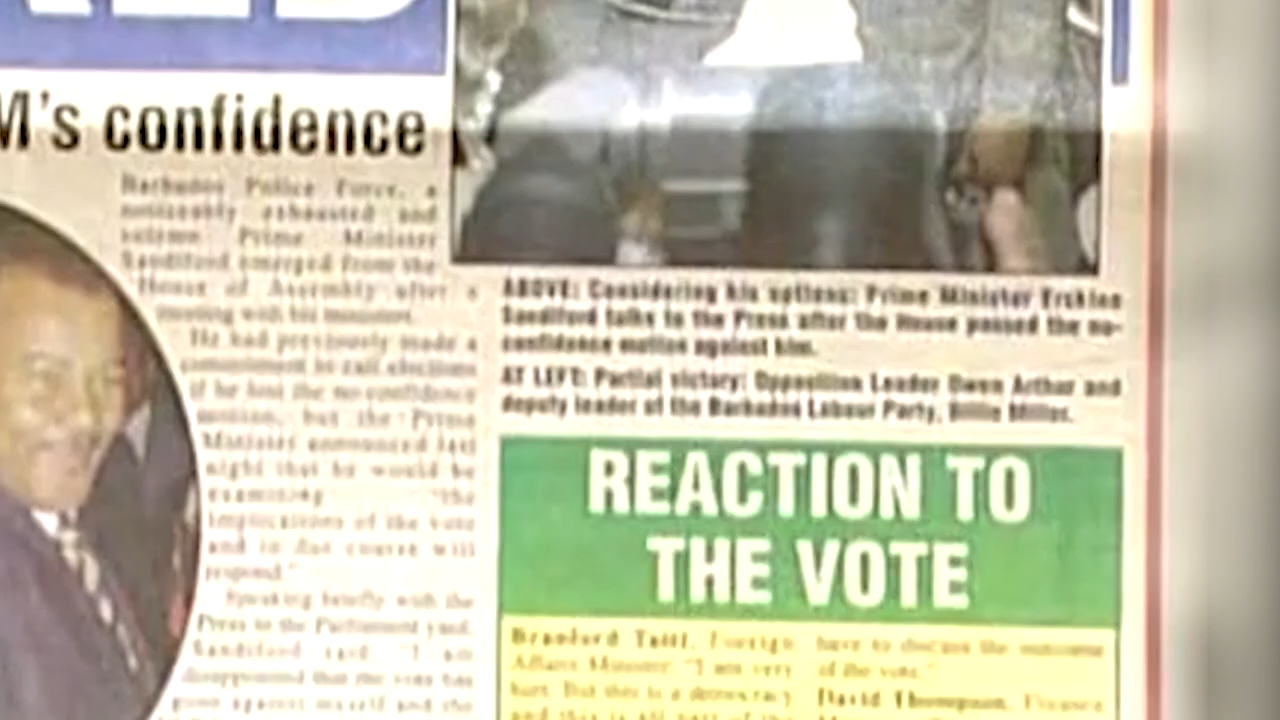 M's confidence
Barbados Police Force, a
noticeably exhausted and
solemn Prime Minister
Sandiford emerged from the
House of Assembly after a
meeting with his ministers.
He had previously made a
commitment to call elections
if he lost the no-confidence
motion, but the Prime
Minister announced last
night that he would be
examining "the
implications of the vote
and in due course will
respond."
Speaking briefly with the
Press in the Parliament yard,
Sandiford said: "I am
disappointed that the vote has
gone against myself and the
ABOVE: Considering his options: Prime Minister Erskine
Sandiford talks to the Press after the House passed the no-
confidence motion against him.
AT LEFT: Partial victory: Opposition Leader Owen Arthur and
deputy leader of the Barbados Labour Party, Billie Miller.
REACTION TO
THE VOTE
Branford Taitt, Foreign
Affairs Minister: "I am very
hurt. But this is a democracy
and this is all part of the
have to discuss the outcome
of the vote."
David Thompson, Finance